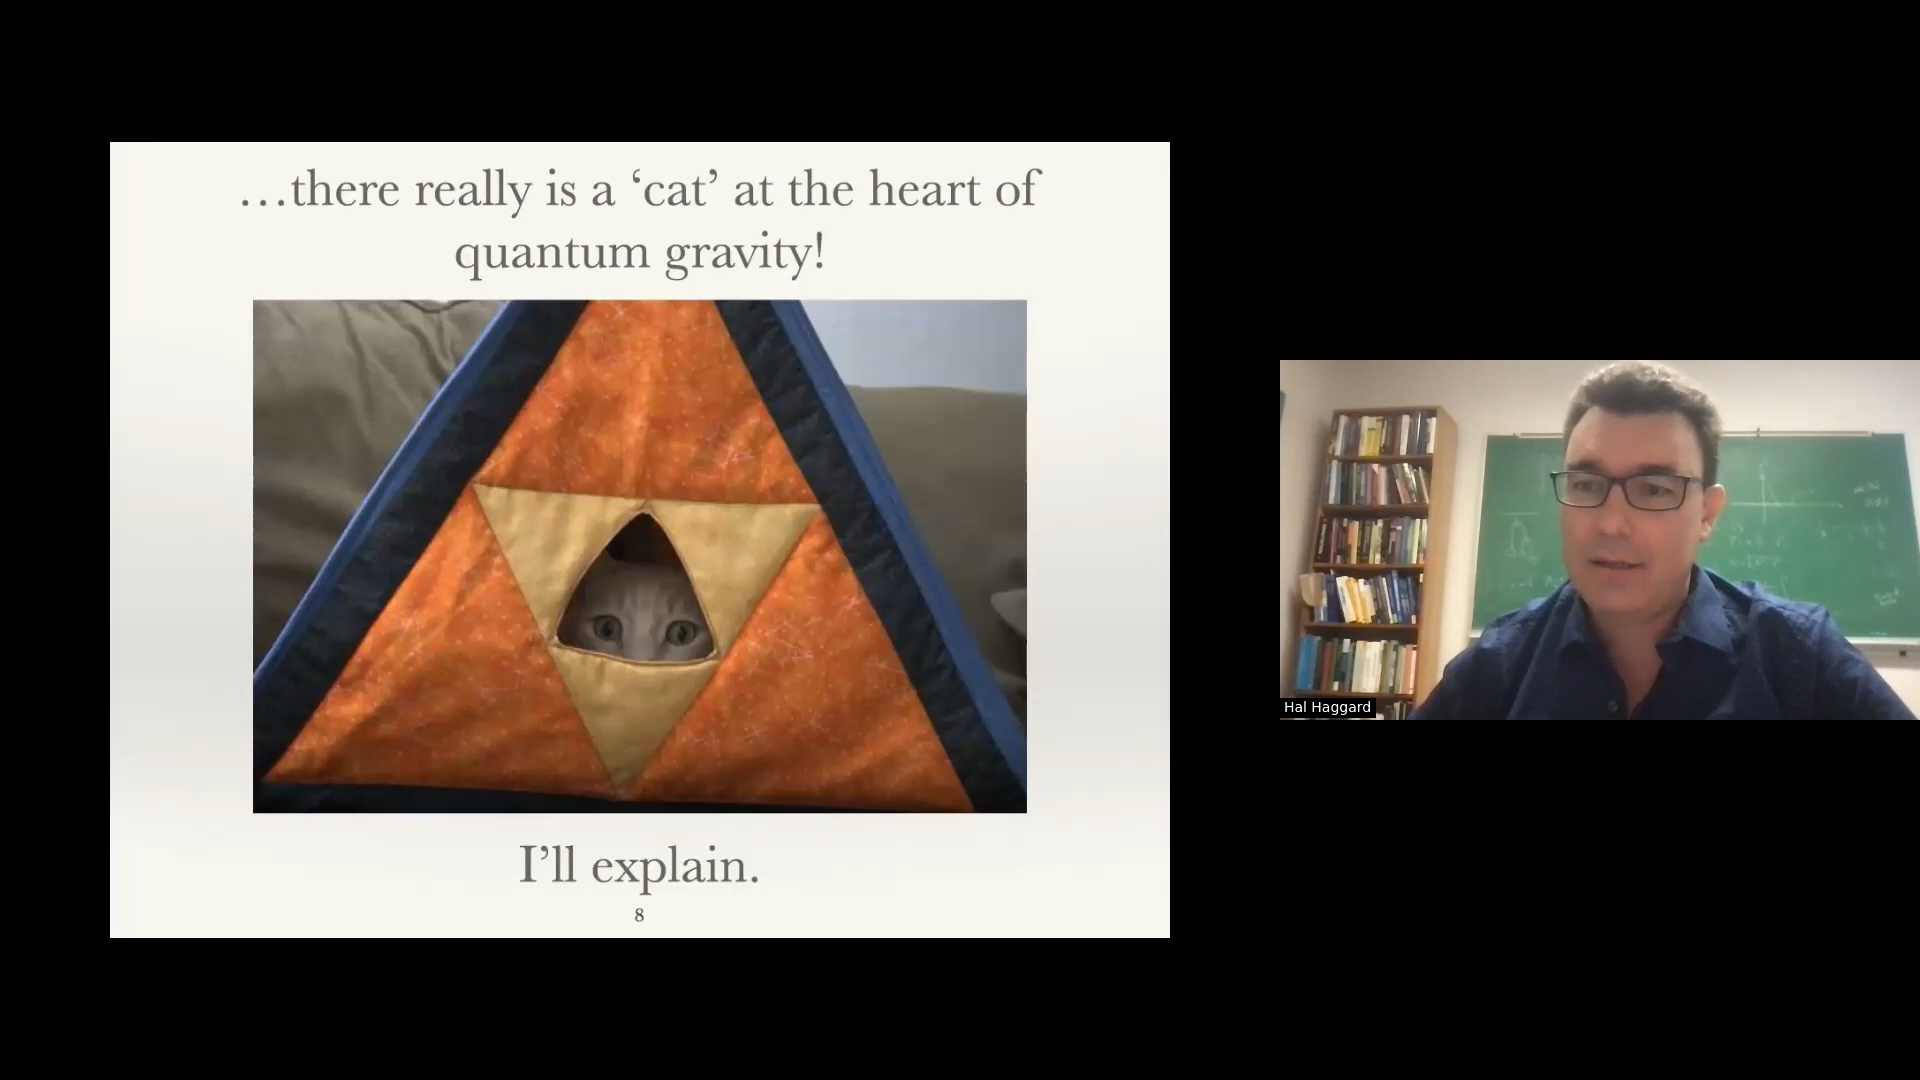 …there really is a ‘cat’ at the heart of
quantum gravity!
I’ll explain.
8
Hal Haggard